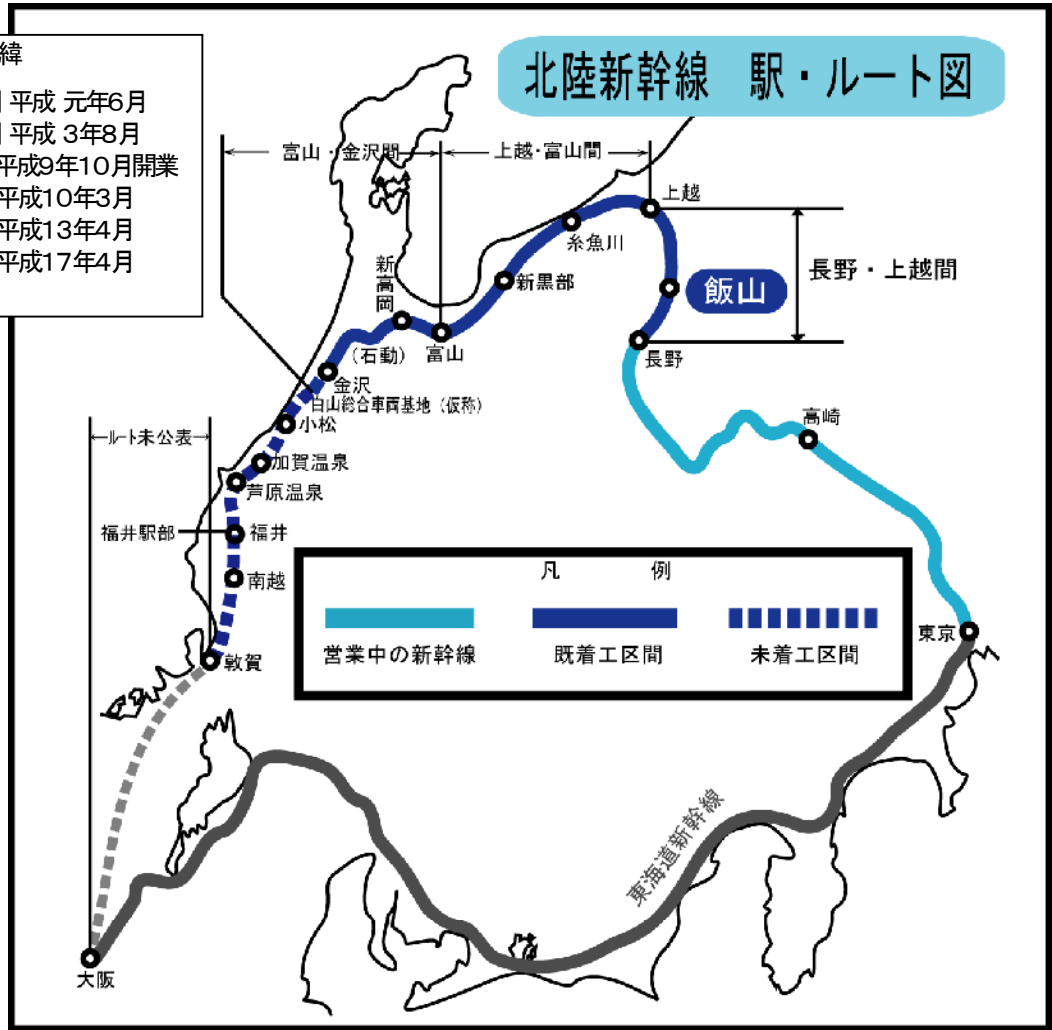 緯
平成 元年6月
平成 3年8月
平成9年10月開業
平成10年3月
平成13年4月
平成17年4月
北陸新幹線 駅・ルート図
富山・金沢間
上越・富山間
上越
糸魚川
長野・上越間
新黒部
飯山
新高岡
富山
(石動)
長野
金沢
白山総合車両基地(仮称)
小松
高崎
ルート未公表
加賀温泉
芦原温泉
福井駅部
福井
南越
凡 例
営業中の新幹線
既着工区間
未着工区間
東京
敦賀
東海道新幹線
大阪